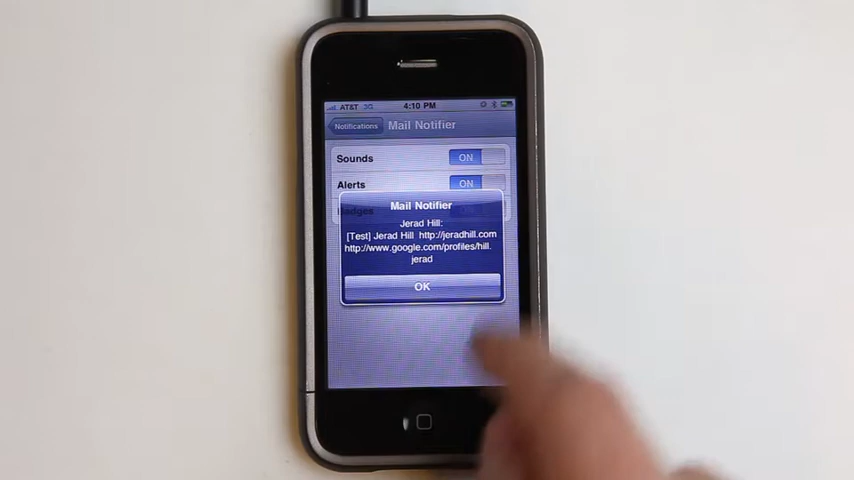 AT&T 3G 4:10 PM
Notifications Mail Notifier
Sounds ON
Alerts ON
Badges
Mail Notifier
Jerad Hill:
[Test] Jerad Hill http://jeradhill.com
http://www.google.com/profiles/hill.
jerad
OK